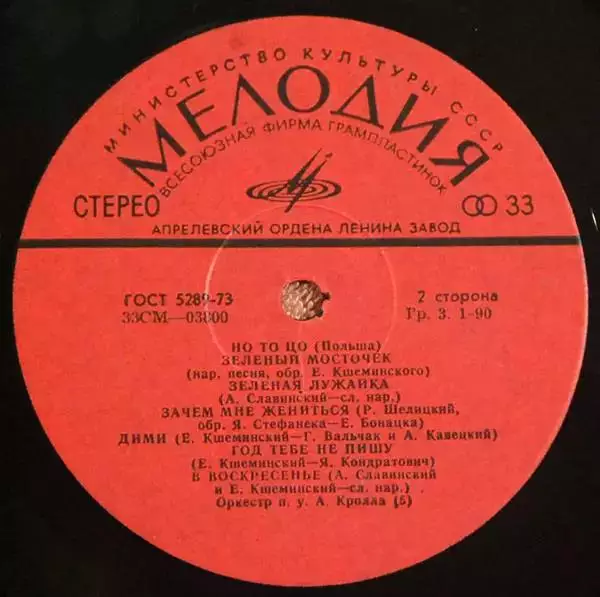 МИНИСТЕРСТВО КУЛЬТУРЫ СССР
МЕЛОДИЯ
ВСЕСОЮЗНАЯ ФИРМА ГРАМПЛАСТИНОК
СТЕРЕО
33
АПРЕЛЕВСКИЙ ОРДЕНА ЛЕНИНА ЗАВОД
ГОСТ 5289-73
2 сторона
33СМ—03800
Гр. 3. 1-90
НО ТО ЦО (Польша)
ЗЕЛЕНЫЙ МОСТОЧЕК
(нар. песня, обр. Е. Кшеминского)
ЗЕЛЕНАЯ ЛУЖАЙКА
(А. Славинский—сл. нар.)
ЗАЧЕМ МНЕ ЖЕНИТЬСЯ (Р. Шелицкий,
обр. Я. Стефанека—Е. Бовацка)
ДИМИ (Е. Кшеминский—Г. Вальчак и А. Кавецкий)
ГОД ТЕБЕ НЕ ПИШУ
(Е. Кшеминский—Я. Кондратович)
В ВОСКРЕСЕНЬЕ (А. Славинский
и Е. Кшеминский—сл. нар.)
Оркестр п. у. А. Кролла (5)